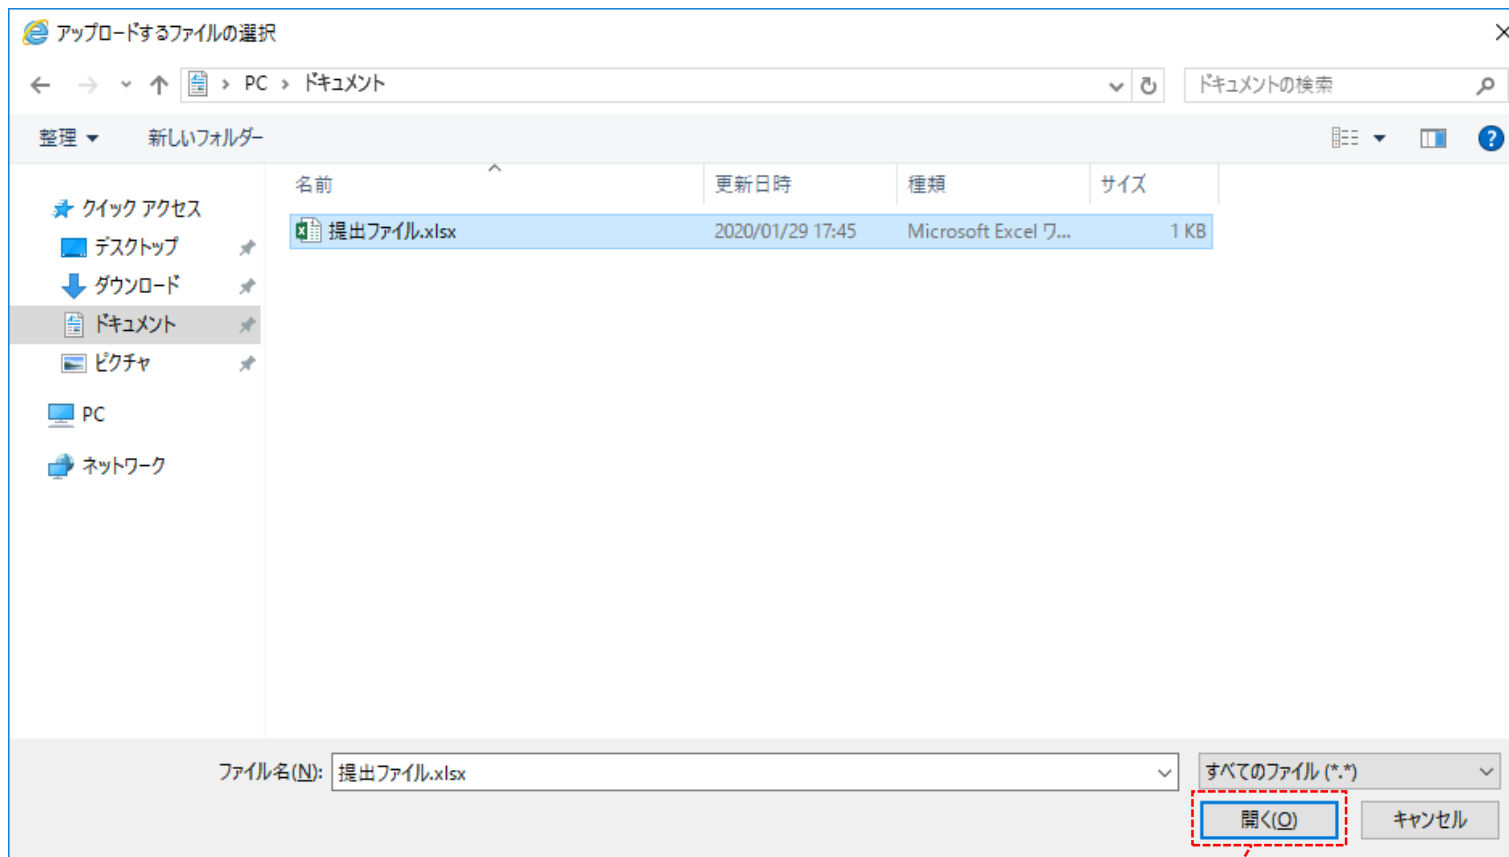 アップロードするファイルの選択
PC › ドキュメント
ドキュメントの検索
整理 新しいフォルダー
名前 更新日時 種類 サイズ
クイック アクセス
提出ファイル.xlsx 2020/01/29 17:45 Microsoft Excel ワ... 1 KB
デスクトップ
ダウンロード
ドキュメント
ピクチャ
PC
ネットワーク
ファイル名(N): 提出ファイル.xlsx すべてのファイル (*.*)
開く(O) キャンセル